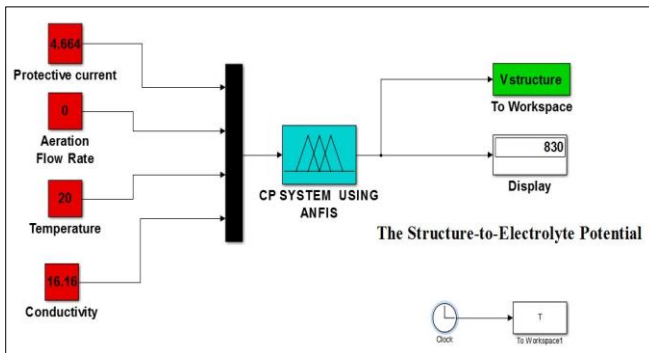 4.664
Protective current
0
Aeration
Flow Rate
20
Temperature
16.16
Conductivity
CP SYSTEM USING
ANFIS
Vstructure
To Workspace
830
Display
The Structure-to-Electrolyte Potential
Clock
T
To Workspace1